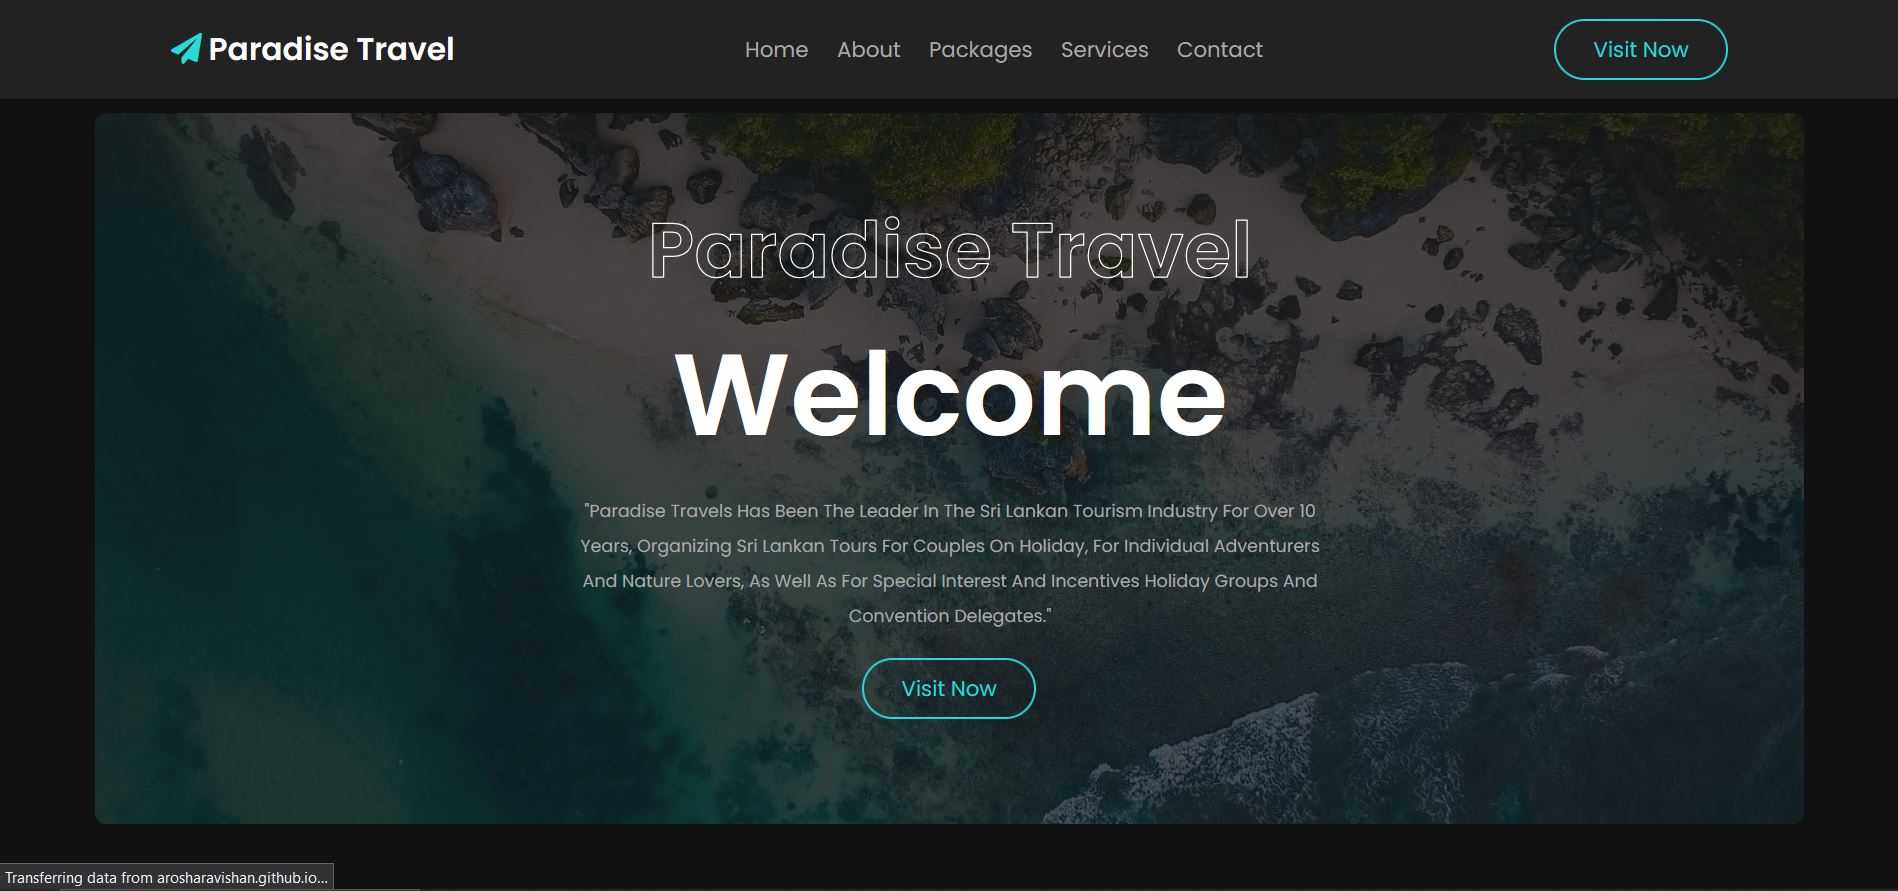 Paradise Travel
Home About Packages Services Contact
Visit Now
Paradise Travel
Welcome
"Paradise Travels Has Been The Leader In The Sri Lankan Tourism Industry For Over 10
Years, Organizing Sri Lankan Tours For Couples On Holiday, For Individual Adventurers
And Nature Lovers, As Well As For Special Interest And Incentives Holiday Groups And
Convention Delegates."
Visit Now
Transferring data from arosharavishan.github.io...